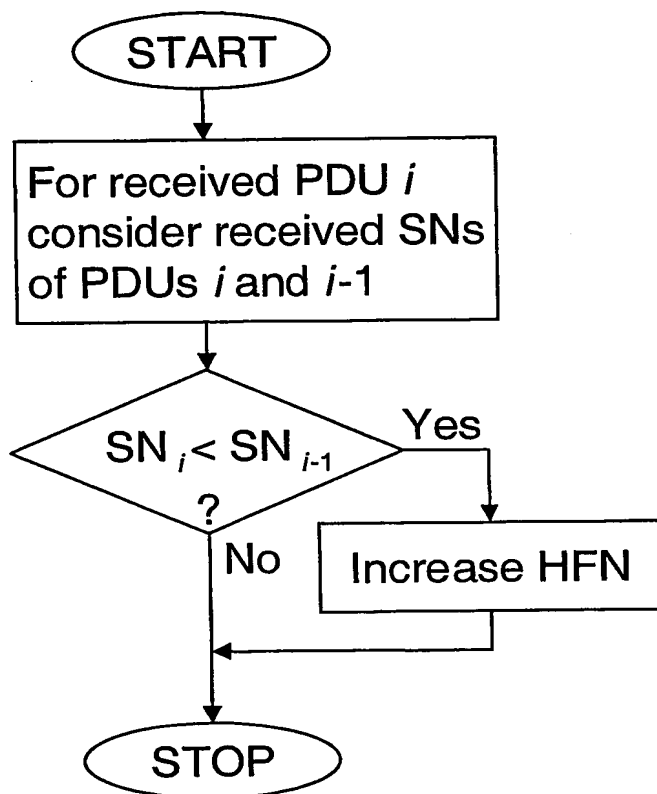 START
For received PDU i
consider received SNs
of PDUs i and i-1
SN i < SN i-1
?
Yes
No
Increase HFN
STOP